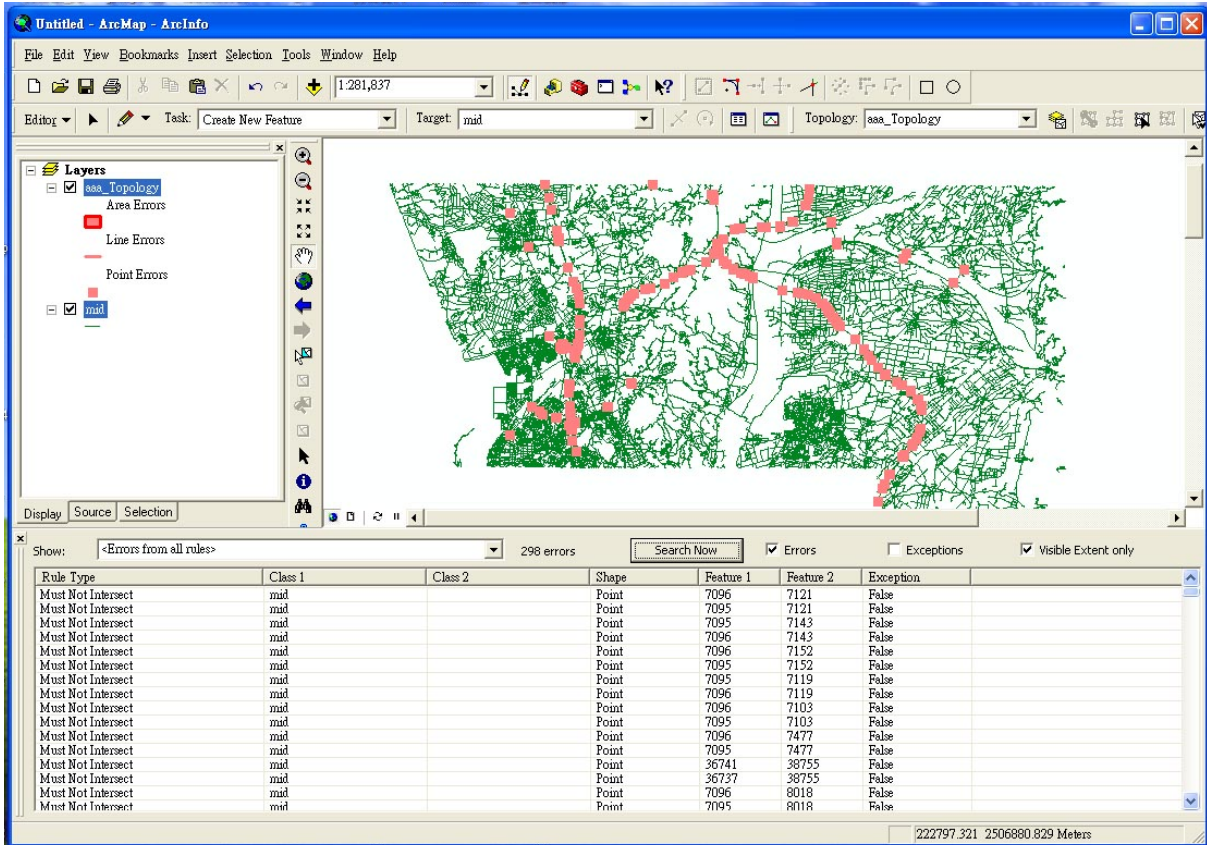 Untitled - ArcMap - ArcInfo
File Edit View Bookmarks Insert Selection Tools Window Help
1:281,837
Editor Task: Create New Feature Target: mid Topology: aaa_Topology
Layers
aaa_Topology
Area Errors
Line Errors
Point Errors
mid
Display Source Selection
Show: <Errors from all rules> 298 errors Search Now Errors Exceptions Visible Extent only
Rule Type Class 1 Class 2 Shape Feature 1 Feature 2 Exception
Must Not Intersect mid Point 7096 7121 False
Must Not Intersect mid Point 7095 7121 False
Must Not Intersect mid Point 7095 7143 False
Must Not Intersect mid Point 7096 7143 False
Must Not Intersect mid Point 7096 7152 False
Must Not Intersect mid Point 7095 7152 False
Must Not Intersect mid Point 7095 7119 False
Must Not Intersect mid Point 7096 7119 False
Must Not Intersect mid Point 7096 7103 False
Must Not Intersect mid Point 7095 7103 False
Must Not Intersect mid Point 7096 7477 False
Must Not Intersect mid Point 7095 7477 False
Must Not Intersect mid Point 36741 38755 False
Must Not Intersect mid Point 36737 38755 False
Must Not Intersect mid Point 7096 8018 False
Must Not Intersect mid Point 7095 8018 False
222797.321 2506880.829 Meters